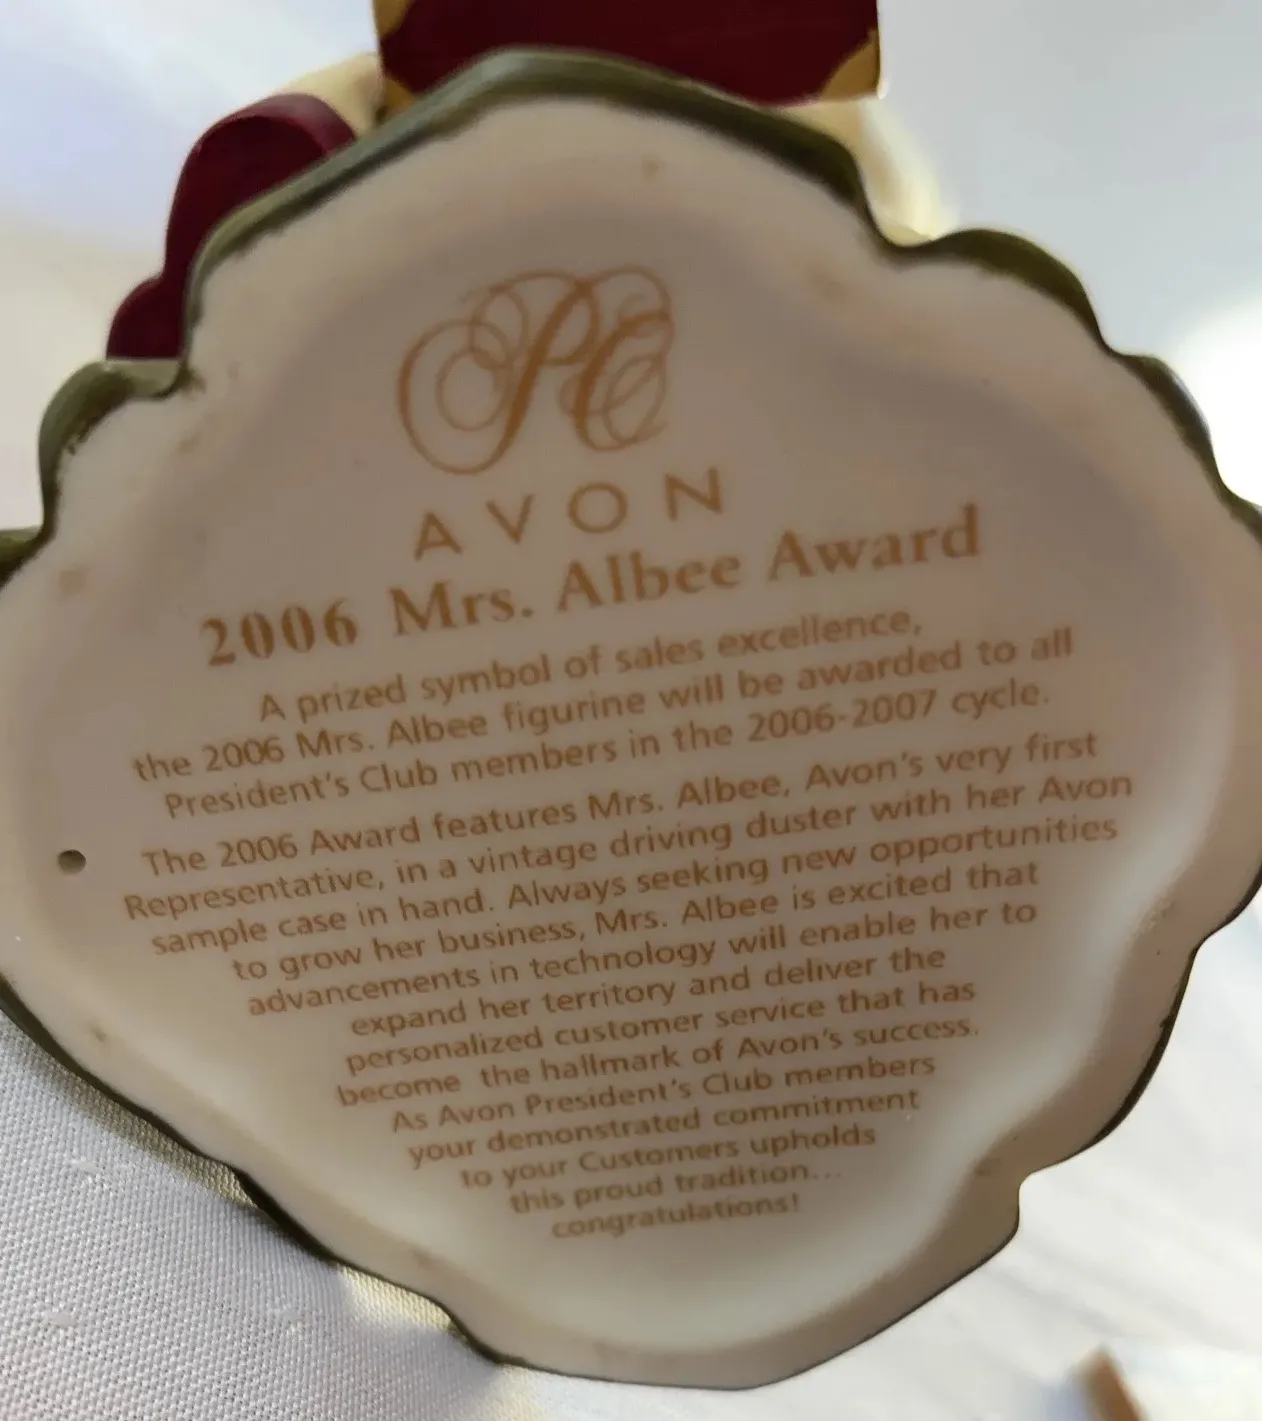 PC
AVON
2006 Mrs. Albee Award
A prized symbol of sales excellence,
the 2006 Mrs. Albee figurine will be awarded to all
President's Club members in the 2006-2007 cycle.
The 2006 Award features Mrs. Albee, Avon's very first
Representative, in a vintage driving duster with her Avon
sample case in hand. Always seeking new opportunities
to grow her business, Mrs. Albee is excited that
advancements in technology will enable her to
expand her territory and deliver the
personalized customer service that has
become the hallmark of Avon's success.
As Avon President's Club members
your demonstrated commitment
to your Customers upholds
this proud tradition...
congratulations!